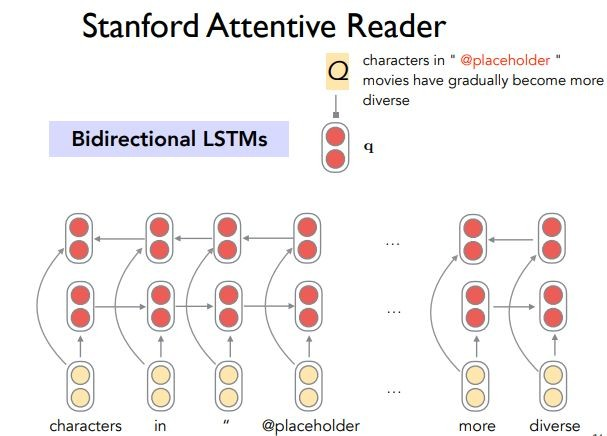 Stanford Attentive Reader
Q
characters in " @placeholder "
movies have gradually become more
diverse
Bidirectional LSTMs
q
...
...
...
characters in “ @placeholder more diverse